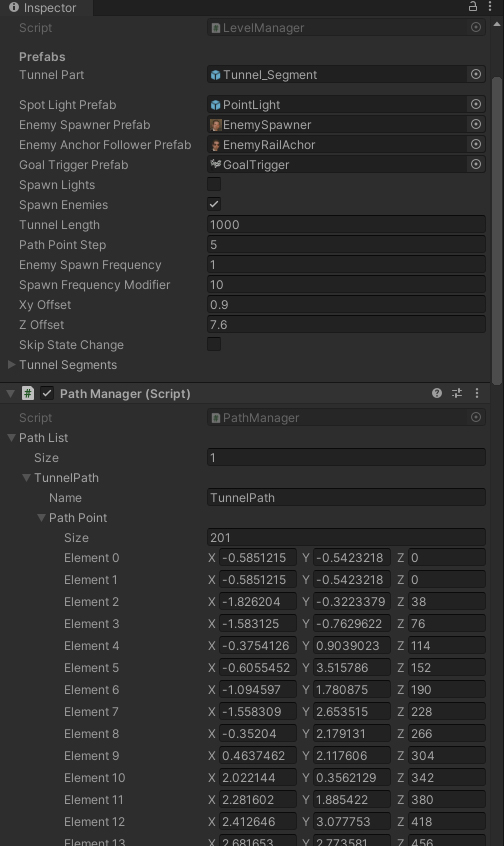 Inspector
Script LevelManager
Prefabs
Tunnel Part Tunnel_Segment
Spot Light Prefab PointLight
Enemy Spawner Prefab EnemySpawner
Enemy Anchor Follower Prefab EnemyRailAchor
Goal Trigger Prefab GoalTrigger
Spawn Lights
Spawn Enemies
Tunnel Length 1000
Path Point Step 5
Enemy Spawn Frequency 1
Spawn Frequency Modifier 10
Xy Offset 0.9
Z Offset 7.6
Skip State Change
Tunnel Segments
# Path Manager (Script)
Script PathManager
Path List
Size 1
TunnelPath
Name TunnelPath
Path Point
Size 201
Element 0 X -0.5851215 Y -0.5423218 Z 0
Element 1 X -0.5851215 Y -0.5423218 Z 0
Element 2 X -1.826204 Y -0.3223379 Z 38
Element 3 X -1.583125 Y -0.7629622 Z 76
Element 4 X -0.3754126 Y 0.9039023 Z 114
Element 5 X -0.6055452 Y 3.515786 Z 152
Element 6 X -1.094597 Y 1.780875 Z 190
Element 7 X -1.558309 Y 2.653515 Z 228
Element 8 X -0.35204 Y 2.179131 Z 266
Element 9 X 0.4637462 Y 2.117606 Z 304
Element 10 X 2.022144 Y 0.3562129 Z 342
Element 11 X 2.281602 Y 1.885422 Z 380
Element 12 X 2.412646 Y 3.077753 Z 418
Element 13 X 2.681653 Y 2.773581 Z 456